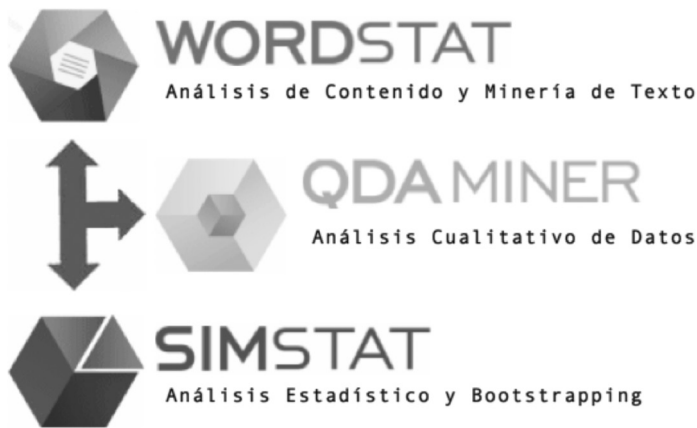 WORDSTAT
Análisis de Contenido y Minería de Texto
QDA MINER
Análisis Cualitativo de Datos
SIMSTAT
Análisis Estadístico y Bootstrapping